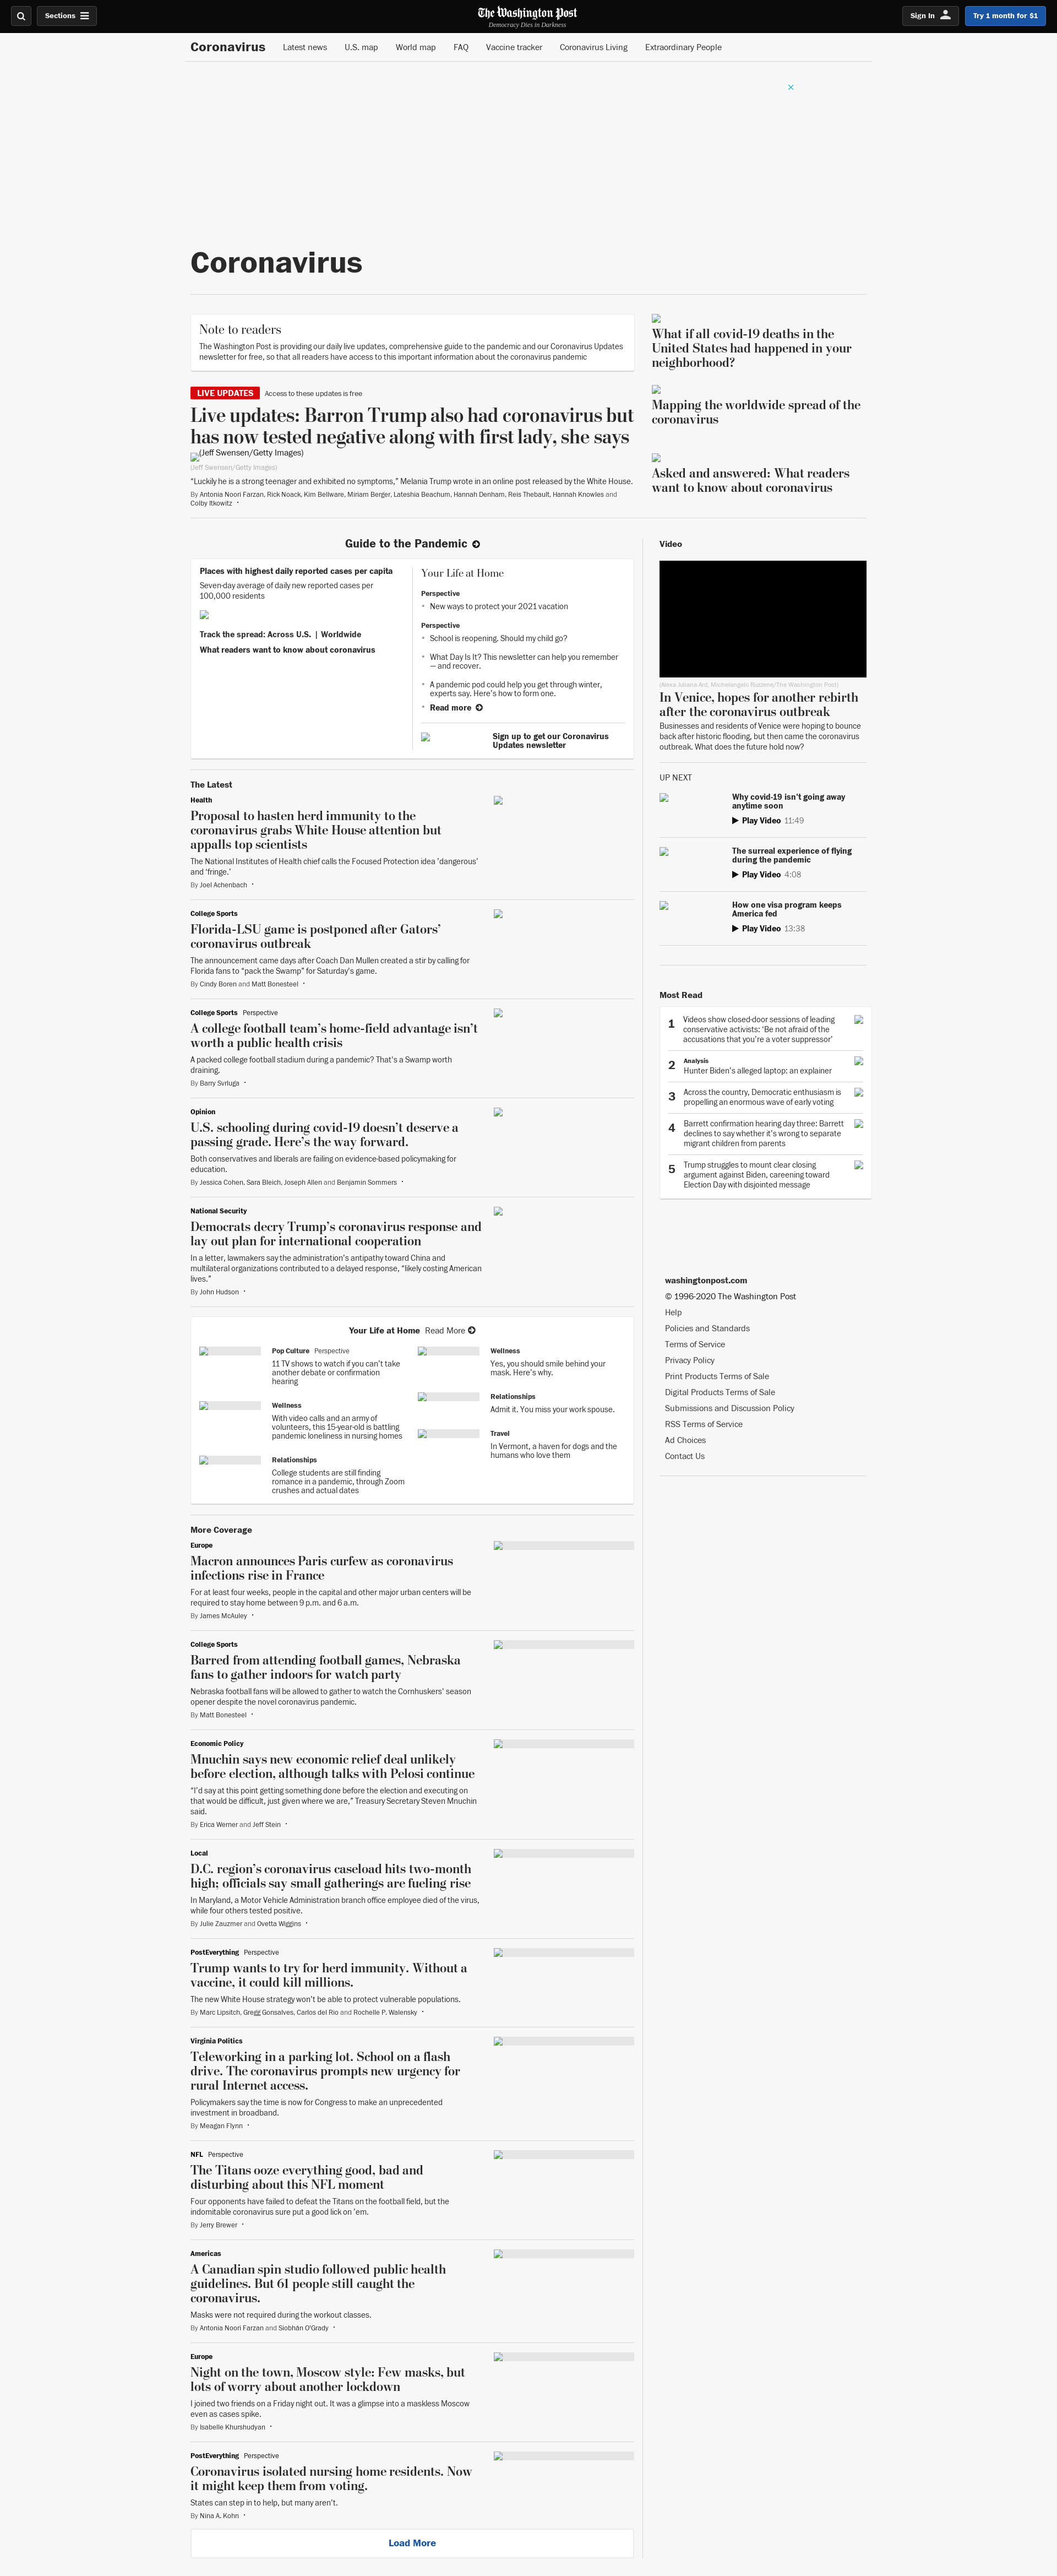 Sections
The Washington Post
Democracy Dies in Darkness
Sign In
Try 1 month for $1
Coronavirus
Latest news
U.S. map
World map
FAQ
Vaccine tracker
Coronavirus Living
Extraordinary People
Coronavirus
Note to readers
The Washington Post is providing our daily live updates, comprehensive guide to the pandemic and our Coronavirus Updates
newsletter for free, so that all readers have access to this important information about the coronavirus pandemic
LIVE UPDATES Access to these updates is free
Live updates: Barron Trump also had coronavirus but
has now tested negative along with first lady, she says
(Jeff Swensen/Getty Images)
(Jeff Swensen/Getty Images)
“Luckily he is a strong teenager and exhibited no symptoms,” Melania Trump wrote in an online post released by the White House.
By Antonia Noori Farzan, Rick Noack, Kim Bellware, Miriam Berger, Lateshia Beachum, Hannah Denham, Reis Thebault, Hannah Knowles and
Colby Itkowitz •
What if all covid-19 deaths in the
United States had happened in your
neighborhood?
Mapping the worldwide spread of the
coronavirus
Asked and answered: What readers
want to know about coronavirus
Guide to the Pandemic
Places with highest daily reported cases per capita
Seven-day average of daily new reported cases per
100,000 residents
Track the spread: Across U.S. | Worldwide
What readers want to know about coronavirus
Your Life at Home
Perspective
• New ways to protect your 2021 vacation
Perspective
• School is reopening. Should my child go?
• What Day Is It? This newsletter can help you remember
— and recover.
• A pandemic pod could help you get through winter,
experts say. Here’s how to form one.
• Read more
Sign up to get our Coronavirus
Updates newsletter
The Latest
Health
Proposal to hasten herd immunity to the
coronavirus grabs White House attention but
appalls top scientists
The National Institutes of Health chief calls the Focused Protection idea ‘dangerous’
and ‘fringe.’
By Joel Achenbach •
College Sports
Florida-LSU game is postponed after Gators’
coronavirus outbreak
The announcement came days after Coach Dan Mullen created a stir by calling for
Florida fans to “pack the Swamp” for Saturday's game.
By Cindy Boren and Matt Bonesteel •
College Sports Perspective
A college football team’s home-field advantage isn’t
worth a public health crisis
A packed college football stadium during a pandemic? That's a Swamp worth
draining.
By Barry Svrluga •
Opinion
U.S. schooling during covid-19 doesn’t deserve a
passing grade. Here’s the way forward.
Both conservatives and liberals are failing on evidence-based policymaking for
education.
By Jessica Cohen, Sara Bleich, Joseph Allen and Benjamin Sommers •
National Security
Democrats decry Trump’s coronavirus response and
lay out plan for international cooperation
In a letter, lawmakers say the administration’s antipathy toward China and
multilateral organizations contributed to a delayed response, “likely costing American
lives.”
By John Hudson •
Your Life at Home Read More
Pop Culture Perspective
11 TV shows to watch if you can’t take
another debate or confirmation
hearing
Wellness
With video calls and an army of
volunteers, this 15-year-old is battling
pandemic loneliness in nursing homes
Relationships
College students are still finding
romance in a pandemic, through Zoom
crushes and actual dates
Wellness
Yes, you should smile behind your
mask. Here’s why.
Relationships
Admit it. You miss your work spouse.
Travel
In Vermont, a haven for dogs and the
humans who love them
More Coverage
Europe
Macron announces Paris curfew as coronavirus
infections rise in France
For at least four weeks, people in the capital and other major urban centers will be
required to stay home between 9 p.m. and 6 a.m.
By James McAuley •
College Sports
Barred from attending football games, Nebraska
fans to gather indoors for watch party
Nebraska football fans will be allowed to gather to watch the Cornhuskers' season
opener despite the novel coronavirus pandemic.
By Matt Bonesteel •
Economic Policy
Mnuchin says new economic relief deal unlikely
before election, although talks with Pelosi continue
“I’d say at this point getting something done before the election and executing on
that would be difficult, just given where we are,” Treasury Secretary Steven Mnuchin
said.
By Erica Werner and Jeff Stein •
Local
D.C. region’s coronavirus caseload hits two-month
high; officials say small gatherings are fueling rise
In Maryland, a Motor Vehicle Administration branch office employee died of the virus,
while four others tested positive.
By Julie Zauzmer and Ovetta Wiggins •
PostEverything Perspective
Trump wants to try for herd immunity. Without a
vaccine, it could kill millions.
The new White House strategy won’t be able to protect vulnerable populations.
By Marc Lipsitch, Gregg Gonsalves, Carlos del Rio and Rochelle P. Walensky •
Virginia Politics
Teleworking in a parking lot. School on a flash
drive. The coronavirus prompts new urgency for
rural Internet access.
Policymakers say the time is now for Congress to make an unprecedented
investment in broadband.
By Meagan Flynn •
NFL Perspective
The Titans ooze everything good, bad and
disturbing about this NFL moment
Four opponents have failed to defeat the Titans on the football field, but the
indomitable coronavirus sure put a good lick on ’em.
By Jerry Brewer •
Americas
A Canadian spin studio followed public health
guidelines. But 61 people still caught the
coronavirus.
Masks were not required during the workout classes.
By Antonia Noori Farzan and Siobhán O'Grady •
Europe
Night on the town, Moscow style: Few masks, but
lots of worry about another lockdown
I joined two friends on a Friday night out. It was a glimpse into a maskless Moscow
even as cases spike.
By Isabelle Khurshudyan •
PostEverything Perspective
Coronavirus isolated nursing home residents. Now
it might keep them from voting.
States can step in to help, but many aren’t.
By Nina A. Kohn •
Load More
Video
(Alexa Juliana Ard, Michelangelo Ruzzene/The Washington Post)
In Venice, hopes for another rebirth
after the coronavirus outbreak
Businesses and residents of Venice were hoping to bounce
back after historic flooding, but then came the coronavirus
outbreak. What does the future hold now?
UP NEXT
Why covid-19 isn’t going away
anytime soon
Play Video 11:49
The surreal experience of flying
during the pandemic
Play Video 4:08
How one visa program keeps
America fed
Play Video 13:38
Most Read
1 Videos show closed-door sessions of leading
conservative activists: ‘Be not afraid of the
accusations that you’re a voter suppressor’
2 Analysis
Hunter Biden’s alleged laptop: an explainer
3 Across the country, Democratic enthusiasm is
propelling an enormous wave of early voting
4 Barrett confirmation hearing day three: Barrett
declines to say whether it’s wrong to separate
migrant children from parents
5 Trump struggles to mount clear closing
argument against Biden, careening toward
Election Day with disjointed message
washingtonpost.com
© 1996-2020 The Washington Post
Help
Policies and Standards
Terms of Service
Privacy Policy
Print Products Terms of Sale
Digital Products Terms of Sale
Submissions and Discussion Policy
RSS Terms of Service
Ad Choices
Contact Us